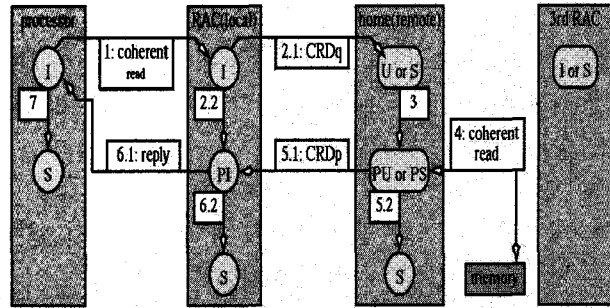 processor
RAC(local)
home(remote)
3rd RAC
1: coherent
read
2.1: CRDq
I
I
U or S
I or S
7
2.2
3
4: coherent
read
6.1: reply
5.1: CRDp
S
PI
PU or PS
6.2
5.2
S
S
memory